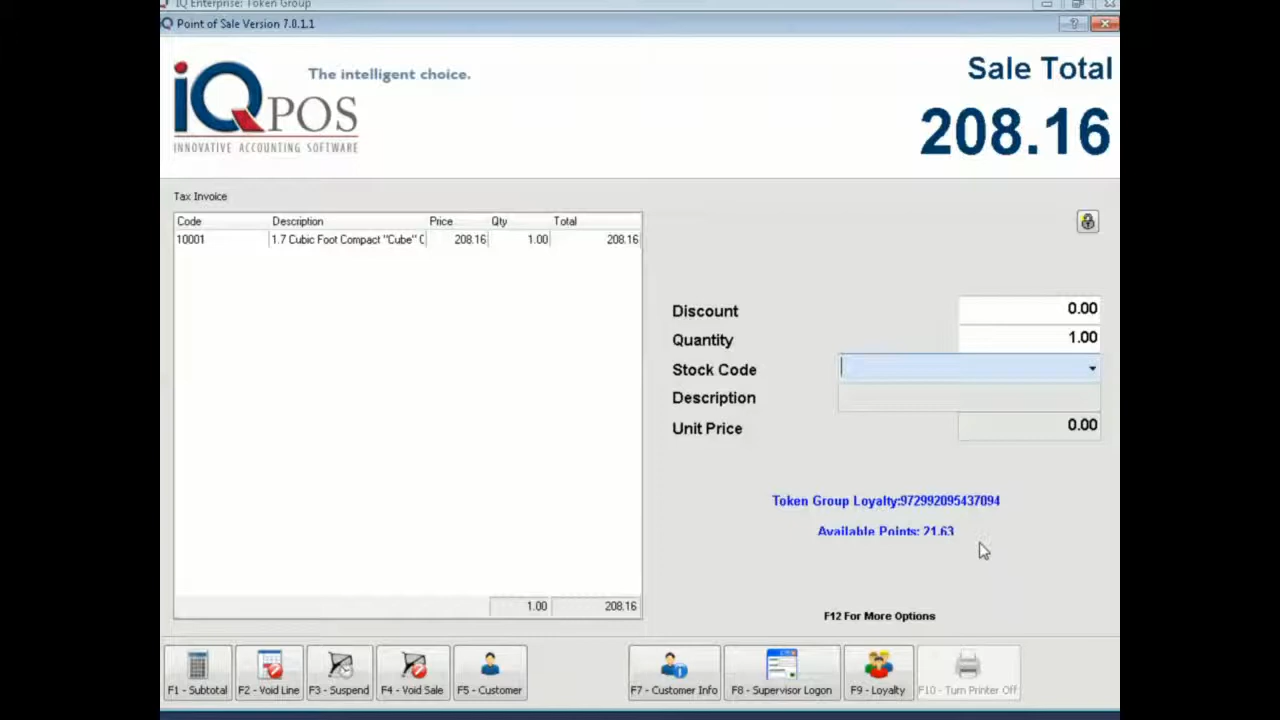 IQ Enterprise: Token Group
Point of Sale Version 7.0.1.1
The intelligent choice.
iQ POS
INNOVATIVE ACCOUNTING SOFTWARE
Sale Total
208.16
Tax Invoice
Code Description Price Qty Total
10001 1.7 Cubic Foot Compact "Cube" 208.16 1.00 208.16
1.00 208.16
Discount 0.00
Quantity 1.00
Stock Code
Description
Unit Price 0.00
Token Group Loyalty:972992095437094
Available Points: 21.63
F12 For More Options
F1 - Subtotal F2 - Void Line F3 - Suspend F4 - Void Sale F5 - Customer F7 - Customer Info F8 - Supervisor Logon F9 - Loyalty F10 - Turn Printer Off